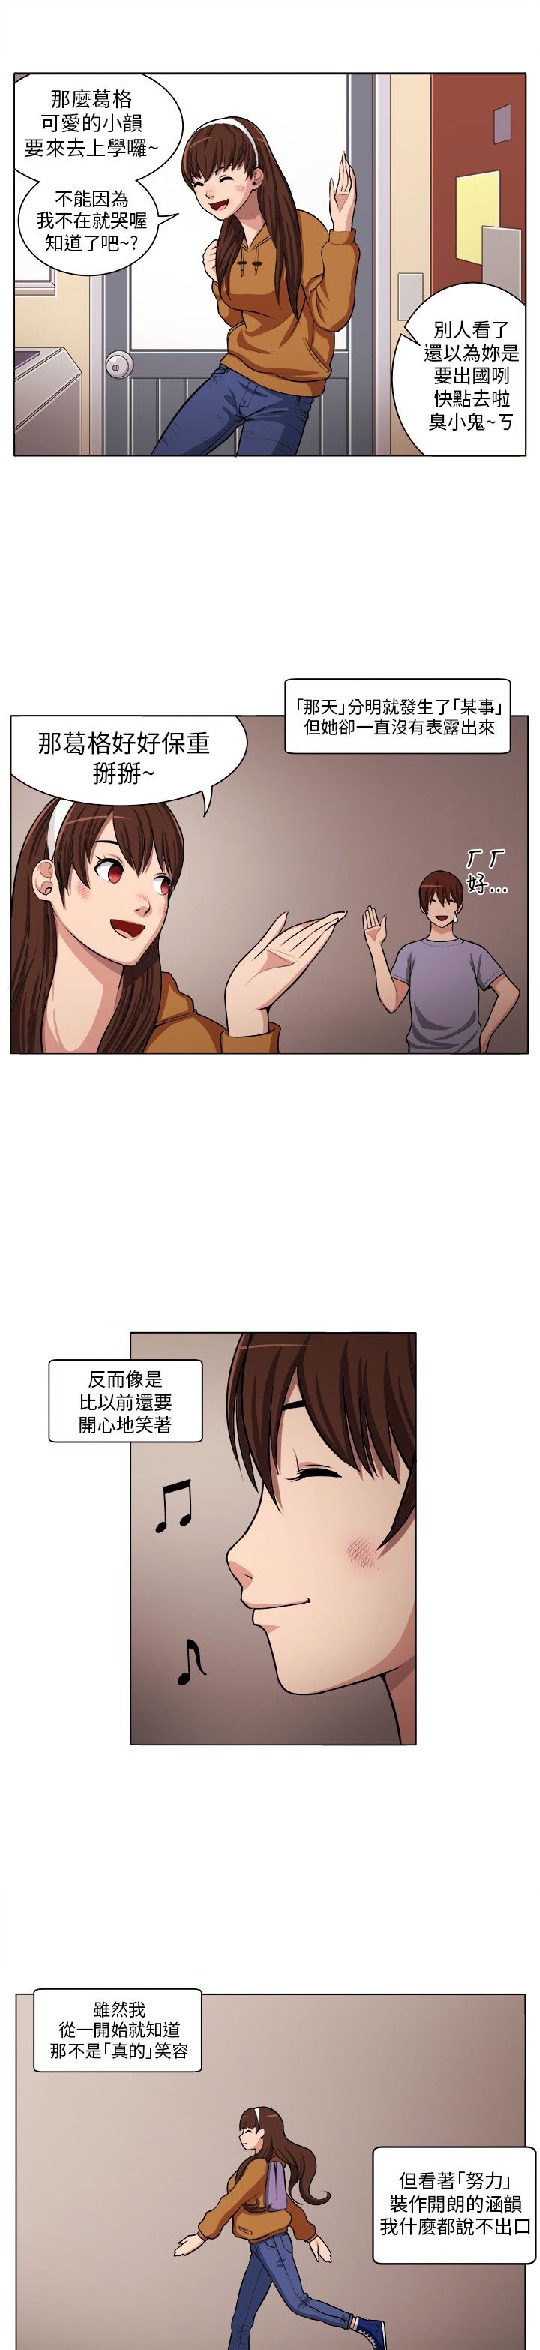 那麼葛格
可愛的小韻
要來去上學囉~
不能因為
我不在就哭喔
知道了吧~?
別人看了
還以為妳是
要出國咧
快點去啦
臭小鬼~ㄎ
「那天」分明就發生了「某事」
但她卻一直沒有表露出來
那葛格好好保重
掰掰~
ㄏㄏ
好...
反而像是
比以前還要
開心地笑著
雖然我
從一開始就知道
那不是「真的」笑容
但看著「努力」
裝作開朗的涵韻
我什麼都說不出口